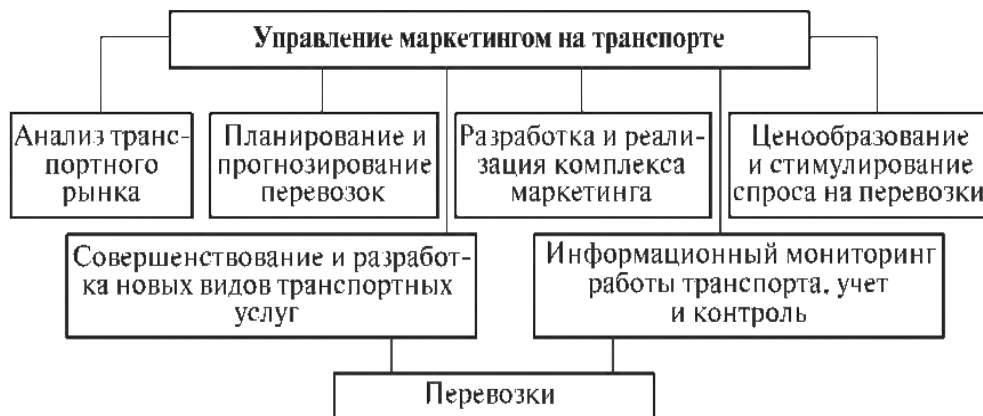 Управление маркетингом на транспорте
Анализ транс-
портного
рынка
Планирование и
прогнозирование
перевозок
Разработка и реали-
зация комплекса
маркетинга
Ценообразование
и стимулирование
спроса на перевозки
Совершенствование и разработ-
ка новых видов транспортных
услуг
Информационный мониторинг
работы транспорта, учет
и контроль
Перевозки